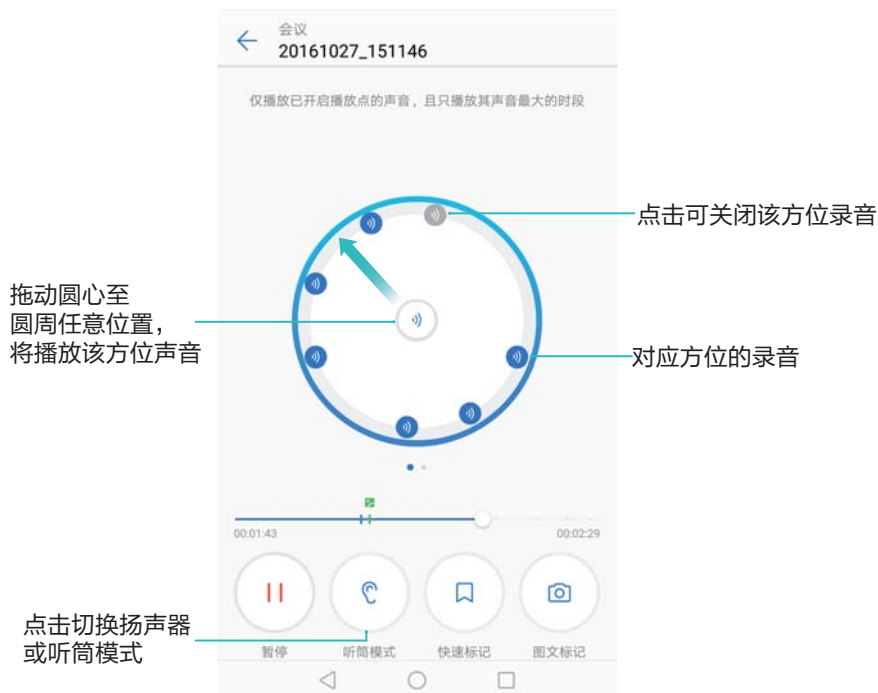 会议
20161027_151146
仅播放已开启播放点的声音，且只播放其声音最大的时段
点击可关闭该方位录音
拖动圆心至
圆周任意位置，
将播放该方位声音
对应方位的录音
00:01:43
00:02:29
点击切换扬声器
或听筒模式
暂停
听筒模式
快速标记
图文标记